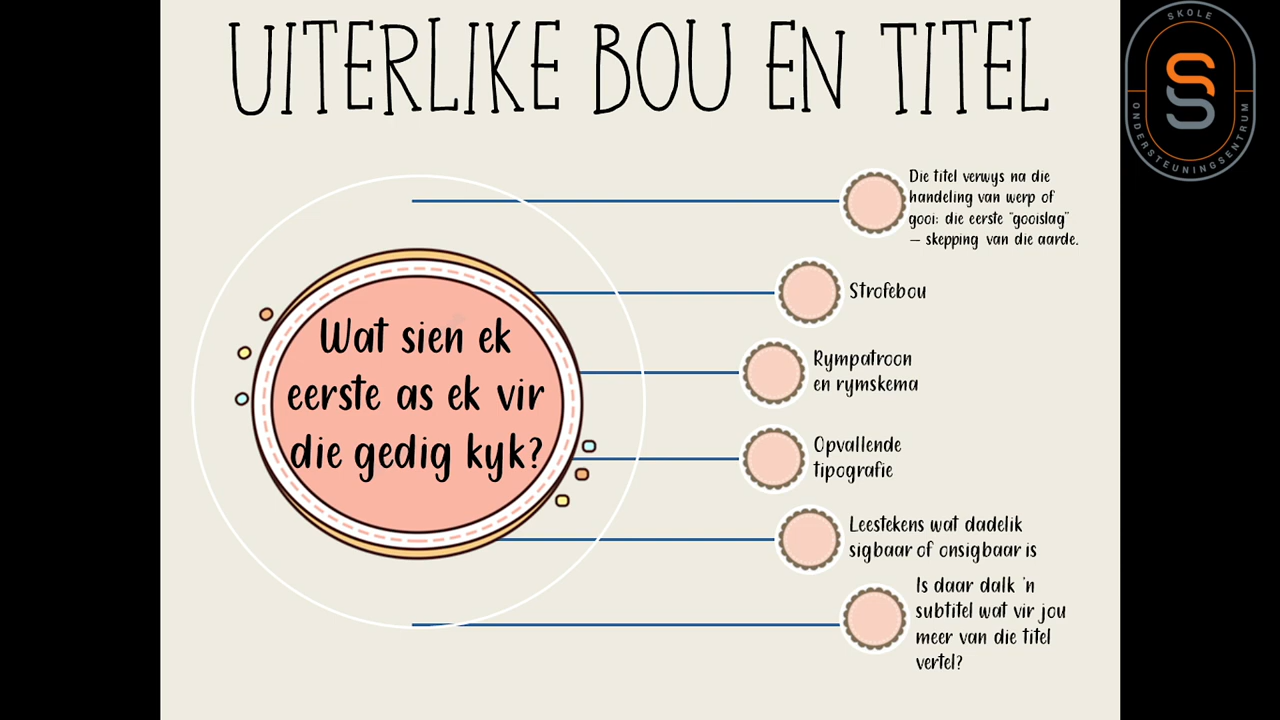 UITERLIKE BOU EN TITEL
SKOLE
ONDERSTEUNINGSENTRUM
Die titel verwys na die
handeling van werp of
gooi: die eerste "gooislag"
– skepping van die aarde.
Strofebou
Wat sien ek
eerste as ek vir
die gedig kyk?
Rympatroon
en rymskema
Opvallende
tipografie
Leestekens wat dadelik
sigbaar of onsigbaar is
Is daar dalk 'n
subtitel wat vir jou
meer van die titel
vertel?